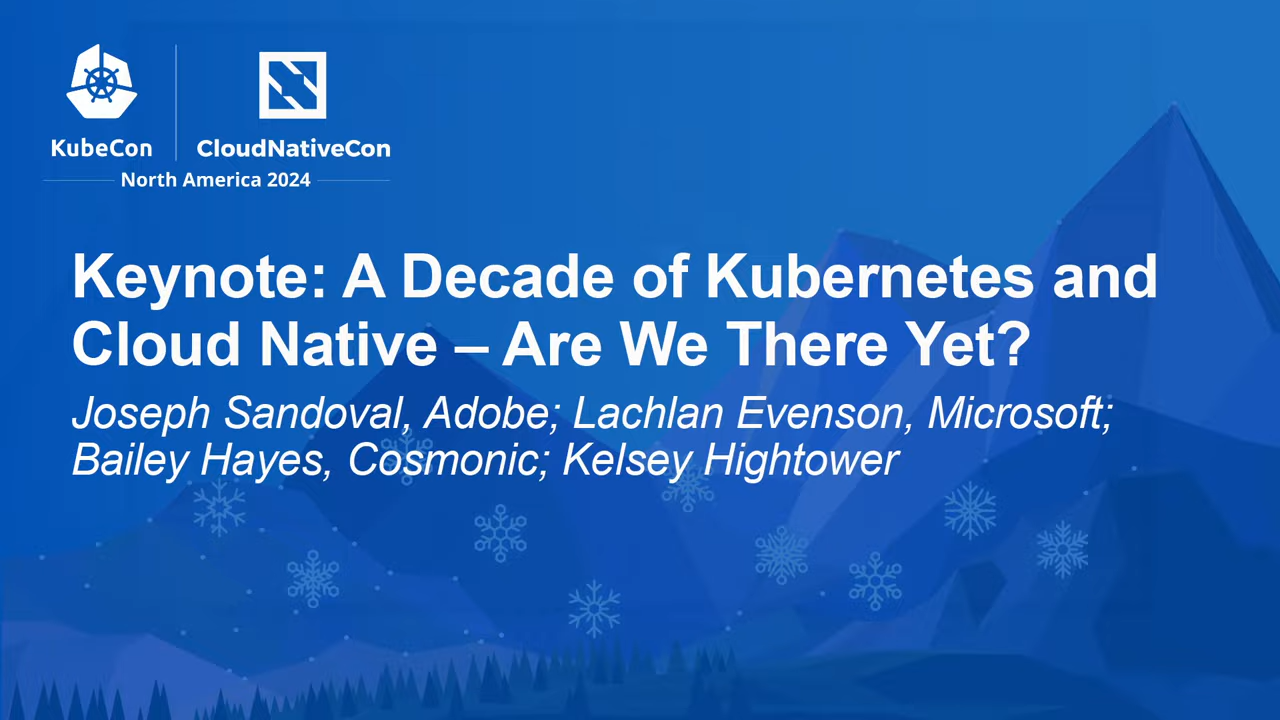 KubeCon
CloudNativeCon
North America 2024
Keynote: A Decade of Kubernetes and
Cloud Native – Are We There Yet?
Joseph Sandoval, Adobe; Lachlan Evenson, Microsoft;
Bailey Hayes, Cosmonic; Kelsey Hightower